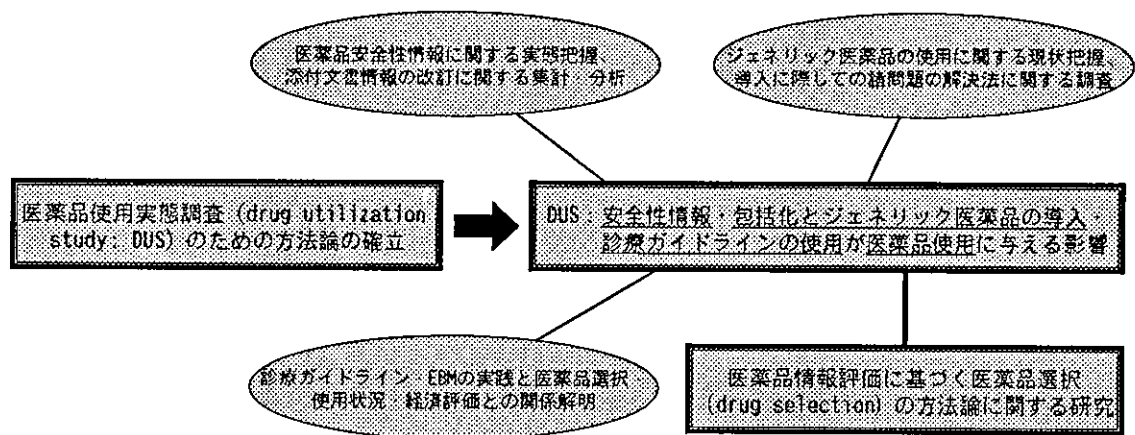 医薬品安全性情報に関する実態把握、
添付文書情報の改訂に関する集計・分析
ジェネリック医薬品の使用に関する現状把握、
導入に際しての諸問題の解決法に関する調査
医薬品使用実態調査(drug utilization
study: DUS)のための方法論の確立
DUS:安全性情報・包括化とジェネリック医薬品の導入・
診療ガイドラインの使用が医薬品使用に与える影響
診療ガイドライン・EBMの実践と医薬品選択・
使用状況・経済評価との関係解明
医薬品情報評価に基づく医薬品選択
(drug selection)の方法論に関する研究